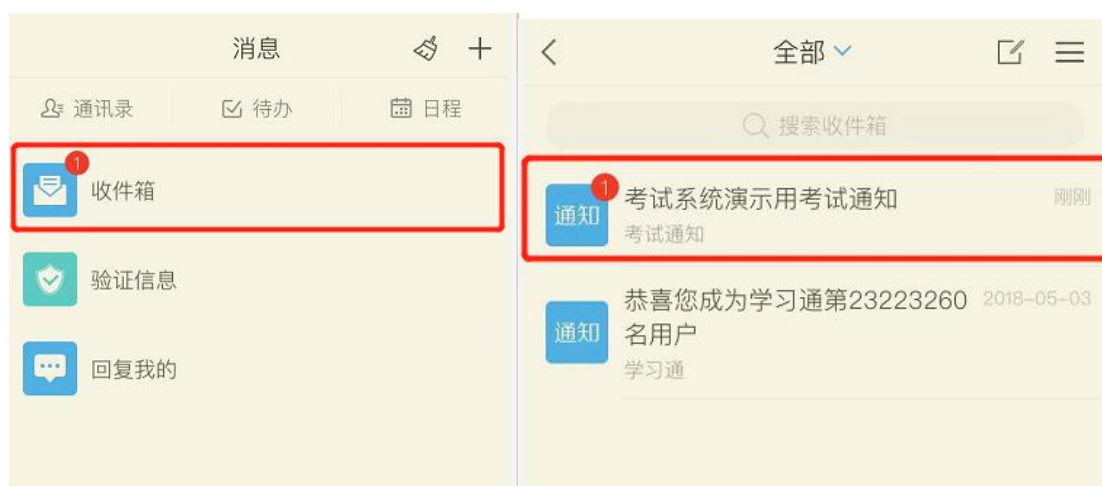 消息
通讯录
待办
日程
1
收件箱
验证信息
回复我的
全部
搜索收件箱
1
通知
考试系统演示用考试通知
刚刚
考试通知
通知
恭喜您成为学习通第23223260
2018-05-03
名用户
学习通